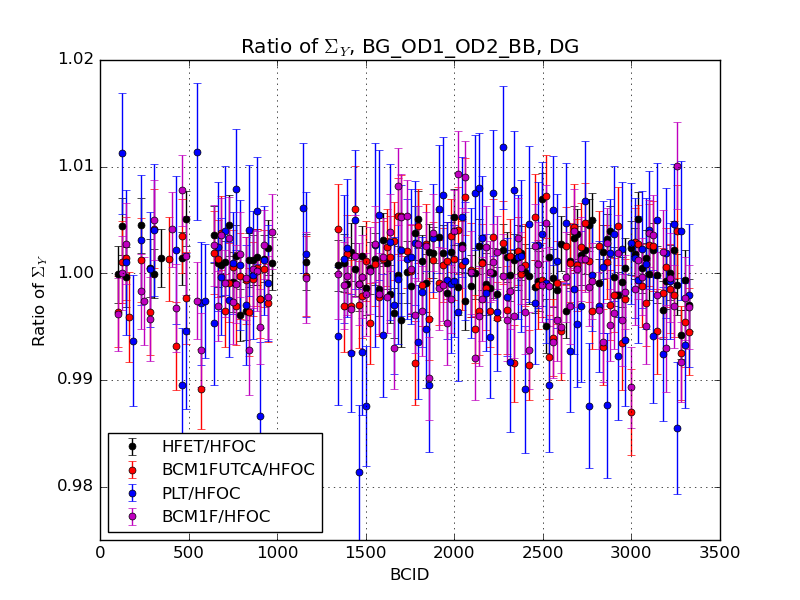 Ratio of Σ_Y, BG_OD1_OD2_BB, DG
1.02
1.01
1.00
0.99
0.98
Ratio of Σ_Y
HFET/HFOC
BCM1FUTCA/HFOC
PLT/HFOC
BCM1F/HFOC
0 500 1000 1500 2000 2500 3000 3500
BCID